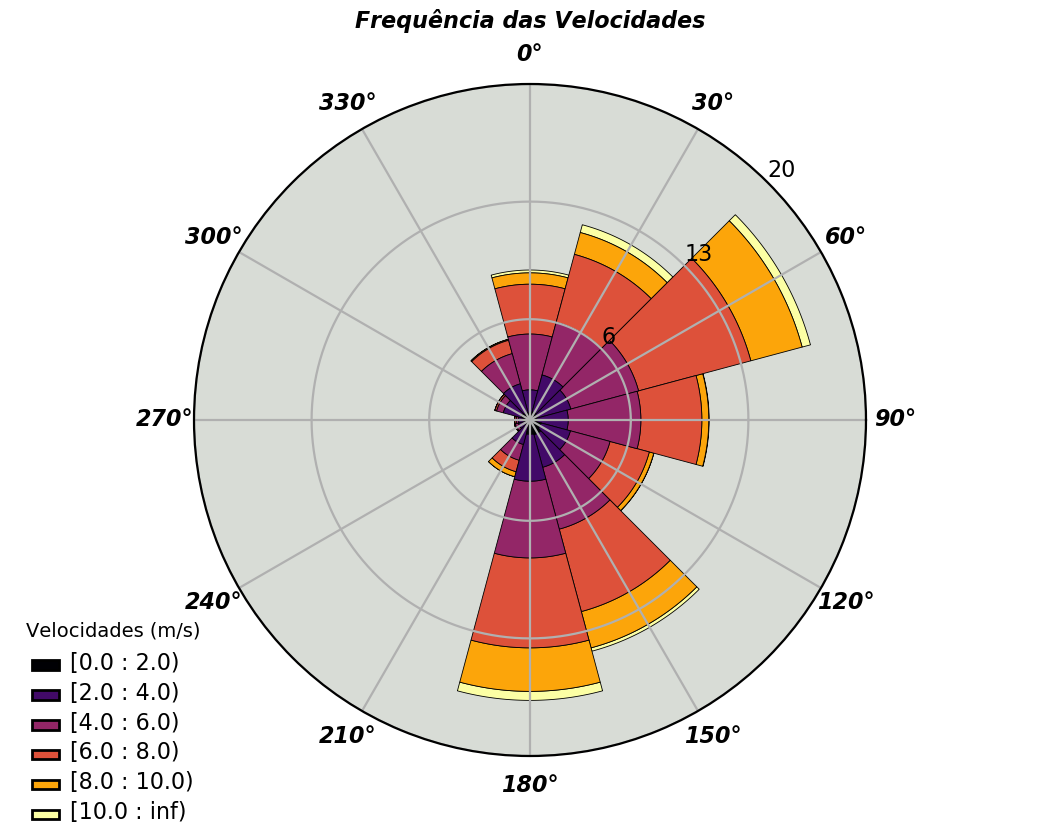 Frequência das Velocidades
0°
330°
30°
20
300°
60°
13
6
270°
90°
240°
120°
Velocidades (m/s)
[0.0 : 2.0)
[2.0 : 4.0)
[4.0 : 6.0)
210°
150°
[6.0 : 8.0)
[8.0 : 10.0)
180°
[10.0 : inf)